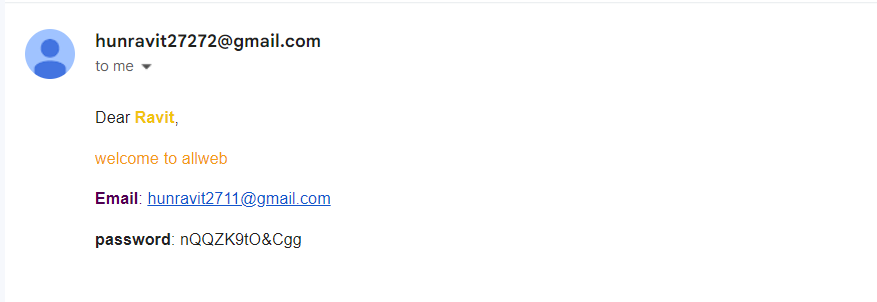 hunravit27272@gmail.com
to me
Dear Ravit,
welcome to allweb
Email: hunravit2711@gmail.com
password: nQQZK9tO&Cgg